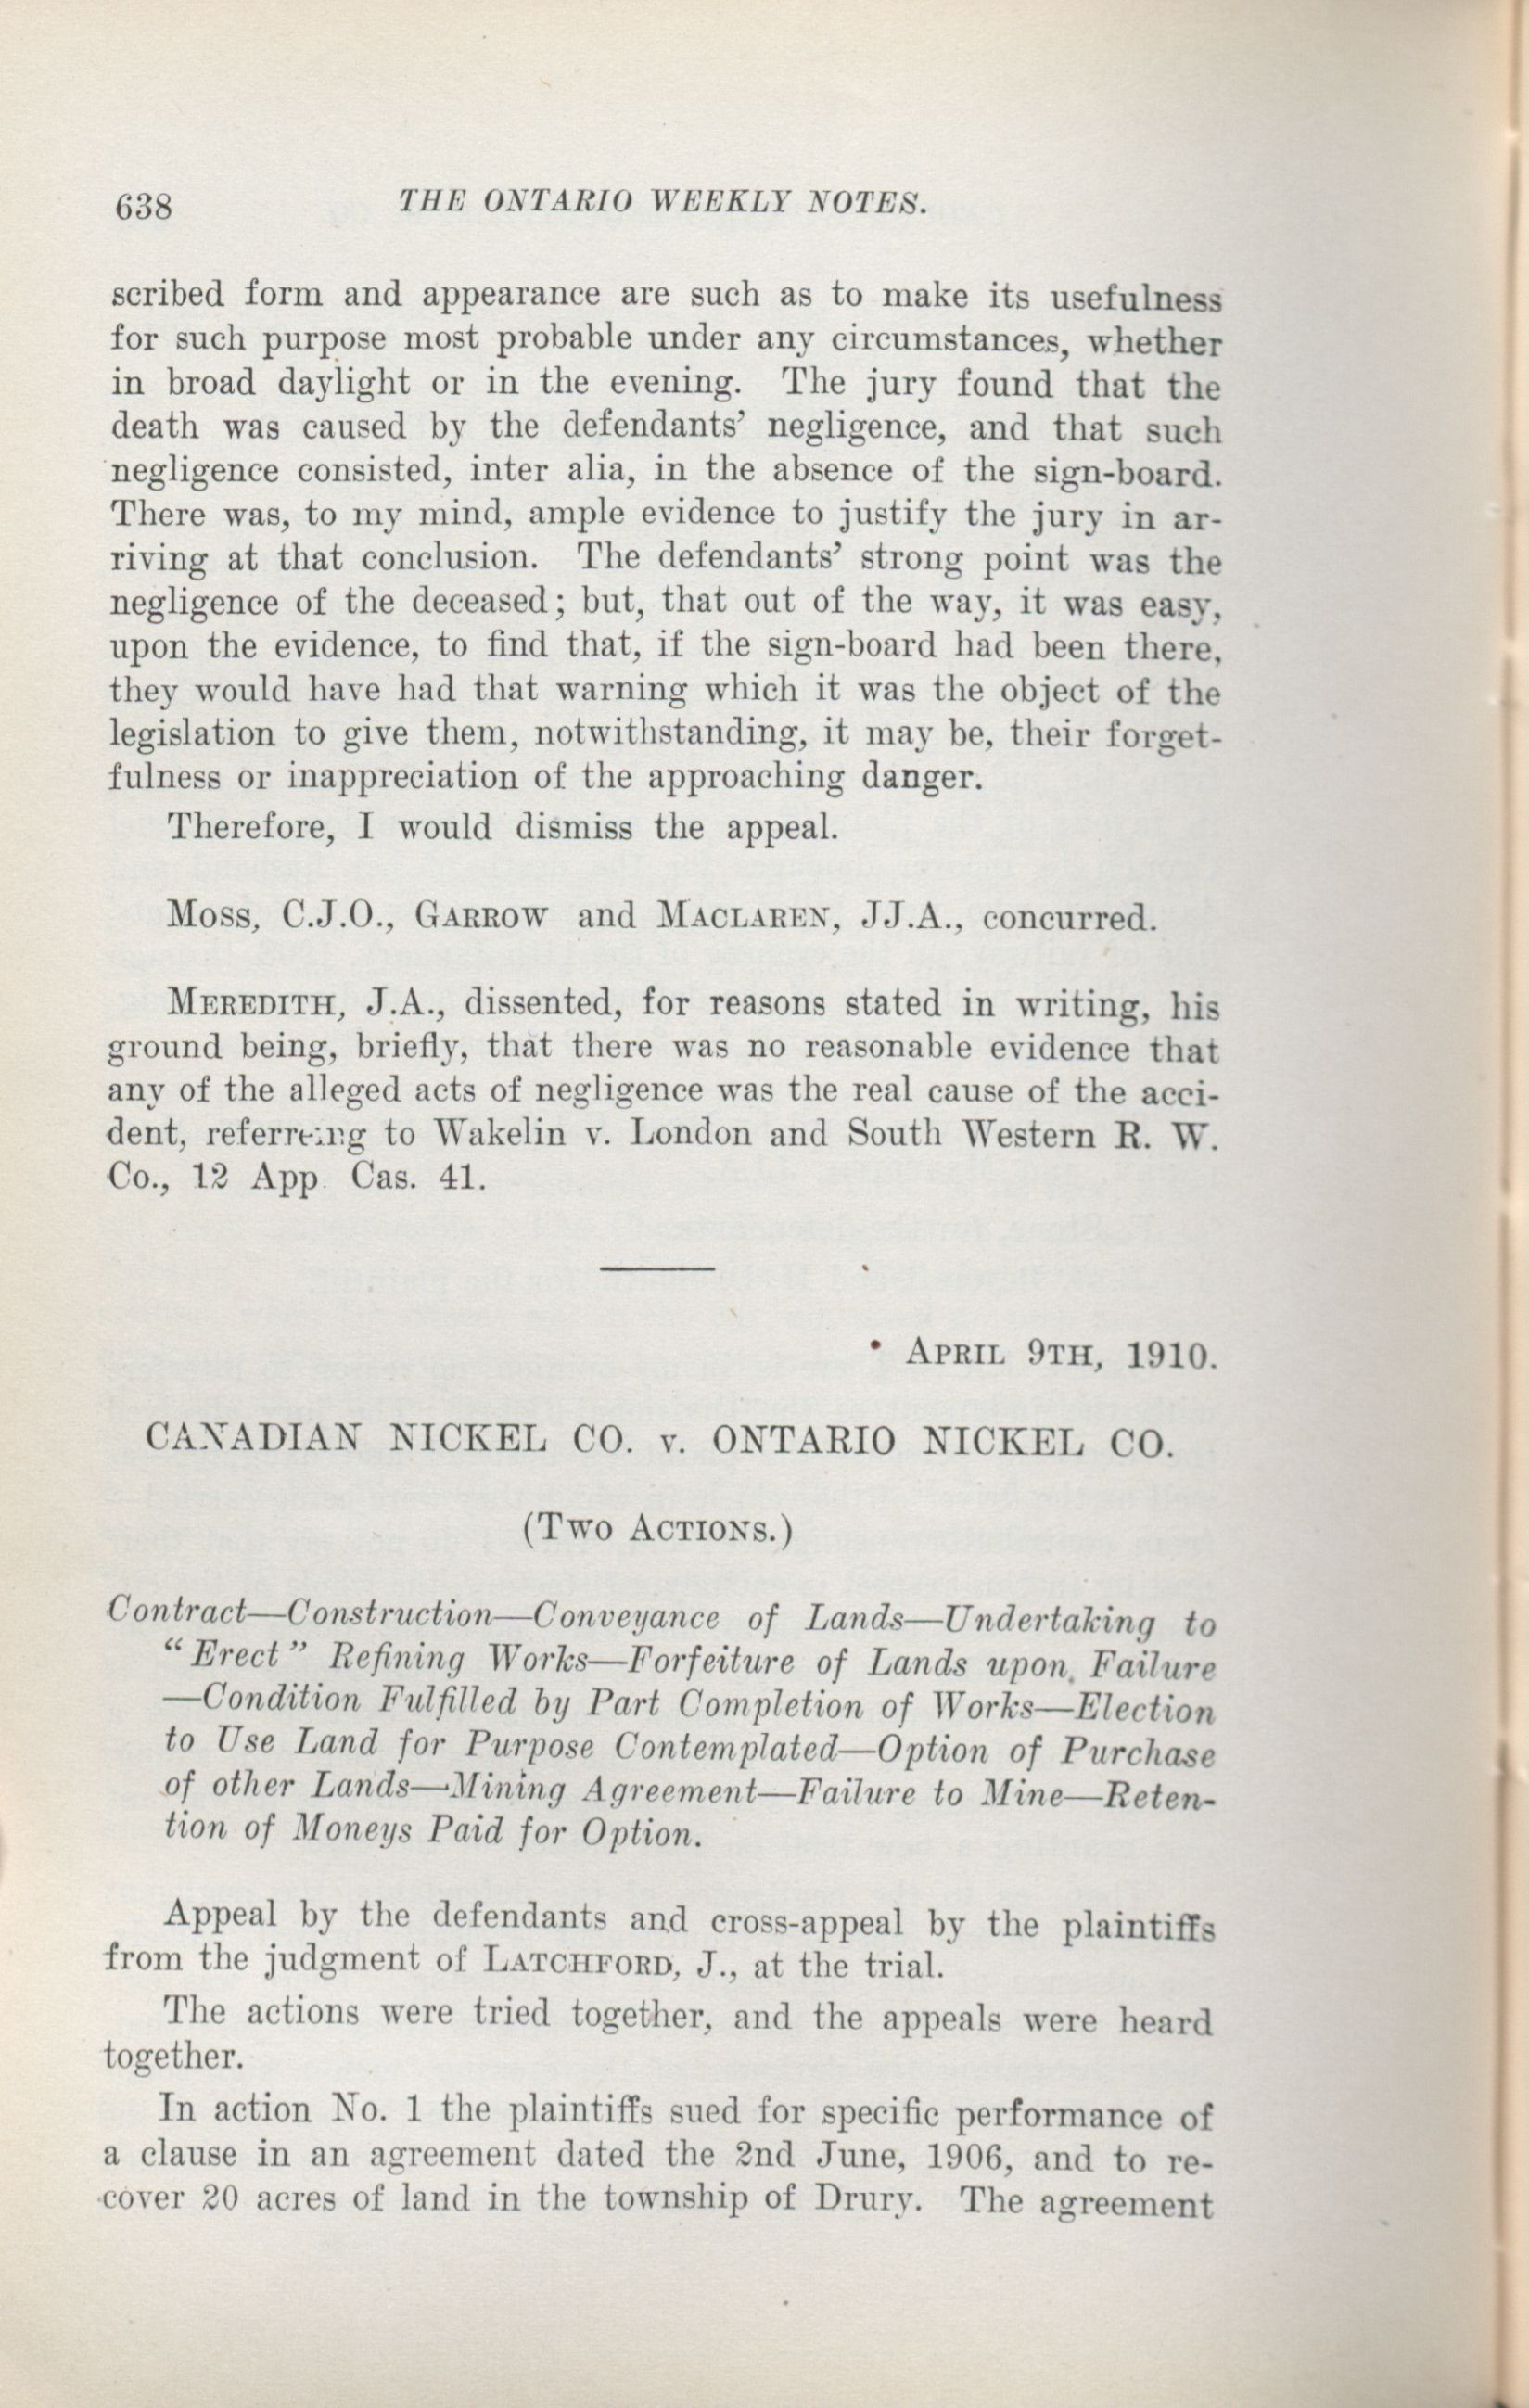 638 THE ONTARIO WEEKLY NOTES.
scribed form and appearance are such as to make its usefulness
for such purpose most probable under any circumstances, whether
in broad daylight or in the evening. The jury found that the
death was caused by the defendants' negligence, and that such
negligence consisted, inter alia, in the absence of the sign-board.
There was, to my mind, ample evidence to justify the jury in ar-
riving at that conclusion. The defendants' strong point was the
negligence of the deceased; but, that out of the way, it was easy,
upon the evidence, to find that, if the sign-board had been there,
they would have had that warning which it was the object of the
legislation to give them, notwithstanding, it may be, their forget-
fulness or inappreciation of the approaching danger.
Therefore, I would dismiss the appeal.
MOSS, C.J.O., GARROW and MACLAREN, JJ.A., concurred.
MEREDITH, J.A., dissented, for reasons stated in writing, his
ground being, briefly, that there was no reasonable evidence that
any of the alleged acts of negligence was the real cause of the acci-
dent, referring to Wakelin v. London and South Western R. W.
Co., 12 App. Cas. 41.
APRIL 9TH, 1910.
CANADIAN NICKEL CO. v. ONTARIO NICKEL CO.
(TWO ACTIONS.)
Contract—Construction—Conveyance of Lands—Undertaking to
"Erect" Refining Works—Forfeiture of Lands upon Failure
—Condition Fulfilled by Part Completion of Works—Election
to Use Land for Purpose Contemplated—Option of Purchase
of other Lands—Mining Agreement—Failure to Mine—Reten-
tion of Moneys Paid for Option.
Appeal by the defendants and cross-appeal by the plaintiffs
from the judgment of LATCHFORD, J., at the trial.
The actions were tried together, and the appeals were heard
together.
In action No. 1 the plaintiffs sued for specific performance of
a clause in an agreement dated the 2nd June, 1906, and to re-
cover 20 acres of land in the township of Drury. The agreement